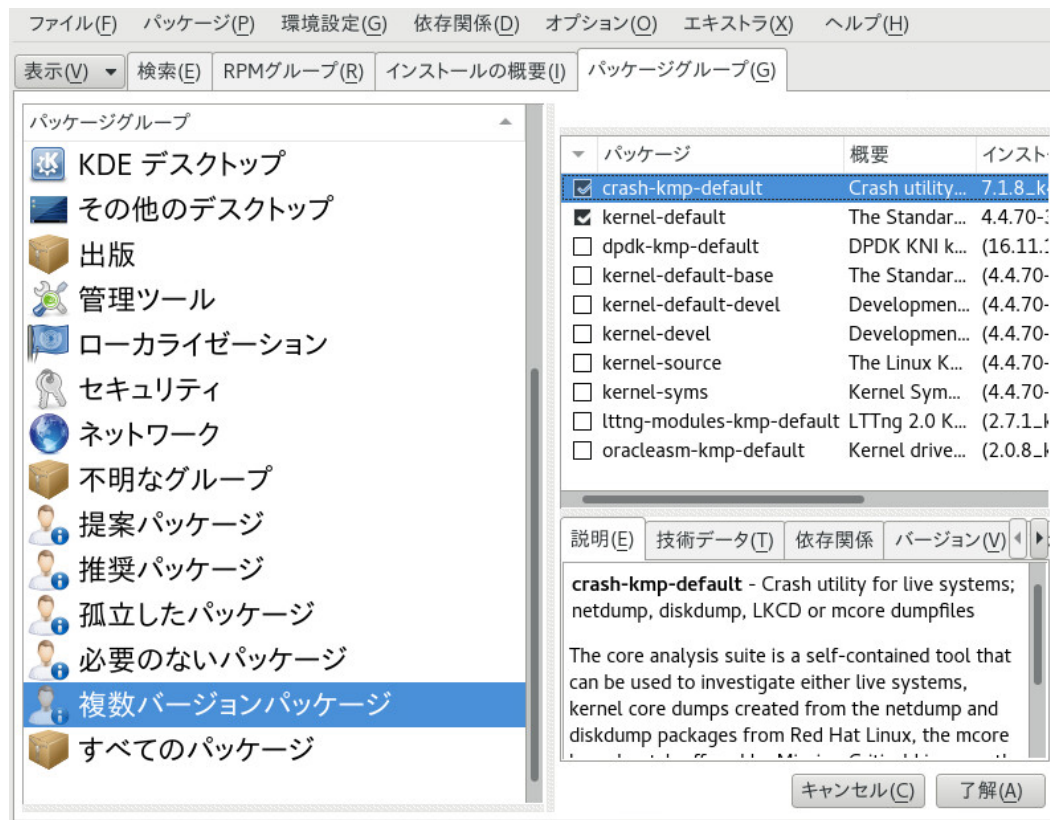 ファイル(F) パッケージ(P) 環境設定(G) 依存関係(D) オプション(O) エキストラ(X) ヘルプ(H)
表示(V) 検索(E) RPMグループ(R) インストールの概要(I) パッケージグループ(G)
パッケージグループ
KDE デスクトップ
その他のデスクトップ
出版
管理ツール
ローカライゼーション
セキュリティ
ネットワーク
不明なグループ
提案パッケージ
推奨パッケージ
孤立したパッケージ
必要のないパッケージ
複数バージョンパッケージ
すべてのパッケージ
パッケージ 概要 インスト
crash-kmp-default Crash utility... 7.1.8_k
kernel-default The Standar... 4.4.70-
dpdk-kmp-default DPDK KNI k... (16.11.
kernel-default-base The Standar... (4.4.70-
kernel-default-devel Developmen... (4.4.70-
kernel-devel Developmen... (4.4.70-
kernel-source The Linux K... (4.4.70-
kernel-syms Kernel Sym... (4.4.70-
lttng-modules-kmp-default LTTng 2.0 K... (2.7.1_k
oracleasm-kmp-default Kernel drive... (2.0.8_k
説明(E) 技術データ(T) 依存関係 バージョン(V)
crash-kmp-default - Crash utility for live systems;
netdump, diskdump, LKCD or mcore dumpfiles
The core analysis suite is a self-contained tool that
can be used to investigate either live systems,
kernel core dumps created from the netdump and
diskdump packages from Red Hat Linux, the mcore
キャンセル(C) 了解(A)